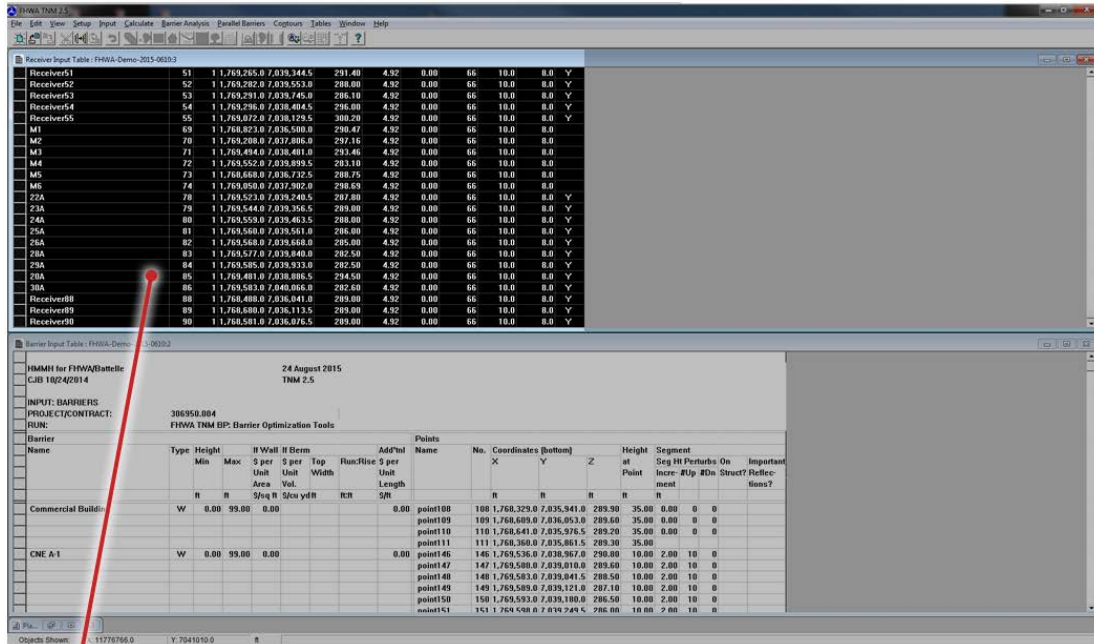 FHWA TNM 2.5
File Edit View Setup Input Calculate Barrier Analysis Parallel Barriers Contours Tables Window Help
Receiver Input Table : FHWA-Demo-2015-0610:3
Receiver51 51 1 1,769,265.0 7,039,344.5 291.40 4.92 0.00 66 10.0 8.0 Y
Receiver52 52 1 1,769,282.0 7,039,553.0 288.00 4.92 0.00 66 10.0 8.0 Y
Receiver53 53 1 1,769,291.0 7,039,745.0 286.10 4.92 0.00 66 10.0 8.0 Y
Receiver54 54 1 1,769,296.0 7,038,404.5 296.00 4.92 0.00 66 10.0 8.0 Y
Receiver55 55 1 1,769,072.0 7,038,129.5 300.20 4.92 0.00 66 10.0 8.0 Y
M1 69 1 1,768,823.0 7,036,500.0 290.47 4.92 0.00 66 10.0 8.0
M2 70 1 1,769,208.0 7,037,806.0 297.16 4.92 0.00 66 10.0 8.0
M3 71 1 1,769,494.0 7,038,481.0 293.46 4.92 0.00 66 10.0 8.0
M4 72 1 1,769,552.0 7,039,899.5 283.10 4.92 0.00 66 10.0 8.0
M5 73 1 1,768,668.0 7,036,732.5 288.75 4.92 0.00 66 10.0 8.0
M6 74 1 1,769,050.0 7,037,902.0 298.69 4.92 0.00 66 10.0 8.0
22A 78 1 1,769,523.0 7,039,240.5 287.80 4.92 0.00 66 10.0 8.0 Y
23A 79 1 1,769,544.0 7,039,356.5 289.00 4.92 0.00 66 10.0 8.0 Y
24A 80 1 1,769,559.0 7,039,463.5 288.00 4.92 0.00 66 10.0 8.0 Y
25A 81 1 1,769,560.0 7,039,561.0 286.00 4.92 0.00 66 10.0 8.0 Y
26A 82 1 1,769,568.0 7,039,668.0 285.00 4.92 0.00 66 10.0 8.0 Y
28A 83 1 1,769,577.0 7,039,840.0 282.50 4.92 0.00 66 10.0 8.0 Y
29A 84 1 1,769,585.0 7,039,933.0 282.50 4.92 0.00 66 10.0 8.0 Y
20A 85 1 1,769,481.0 7,038,886.5 294.50 4.92 0.00 66 10.0 8.0 Y
30A 86 1 1,769,583.0 7,040,066.0 282.60 4.92 0.00 66 10.0 8.0 Y
Receiver88 88 1 1,768,488.0 7,036,041.0 289.00 4.92 0.00 66 10.0 8.0 Y
Receiver89 89 1 1,768,680.0 7,036,113.5 289.00 4.92 0.00 66 10.0 8.0 Y
Receiver90 90 1 1,768,581.0 7,036,076.5 289.00 4.92 0.00 66 10.0 8.0 Y
Barrier Input Table : FHWA-Demo-2015-0610:2
HMMH for FHWA/Battelle 24 August 2015
CJB 10/24/2014 TNM 2.5
INPUT: BARRIERS
PROJECT/CONTRACT: 306950.004
RUN: FHWA TNM BP: Barrier Optimization Tools
Barrier Points
Name Type Height If Wall If Berm Add'tnl Name No. Coordinates (bottom) Height Segment
Min Max $ per $ per Top Run:Rise $ per X Y Z at Seg Ht Perturbs On Important
Unit Unit Width Unit Point Incre- #Up #Dn Struct? Reflec-
Area Vol. Length ment tions?
ft ft $/sq ft $/cu yd ft ft:ft $/ft ft ft ft ft ft
Commercial Building W 0.00 99.00 0.00 0.00 point108 108 1,768,329.0 7,035,941.0 289.90 35.00 0.00 0 0
point109 109 1,768,609.0 7,036,053.0 289.60 35.00 0.00 0 0
point110 110 1,768,641.0 7,035,976.5 289.20 35.00 0.00 0 0
point111 111 1,768,360.0 7,035,861.5 289.30 35.00
CNE A-1 W 0.00 99.00 0.00 0.00 point146 146 1,769,536.0 7,038,967.0 290.80 10.00 2.00 10 0
point147 147 1,769,580.0 7,039,010.0 289.60 10.00 2.00 10 0
point148 148 1,769,583.0 7,039,041.5 288.50 10.00 2.00 10 0
point149 149 1,769,589.0 7,039,121.0 287.10 10.00 2.00 10 0
point150 150 1,769,593.0 7,039,180.0 286.50 10.00 2.00 10 0
point151 151 1,769,598.0 7,039,249.5 286.00 10.00 2.00 10 0
Pla...
Objects Shown: 11776766.0 Y: 7041010.0 ft